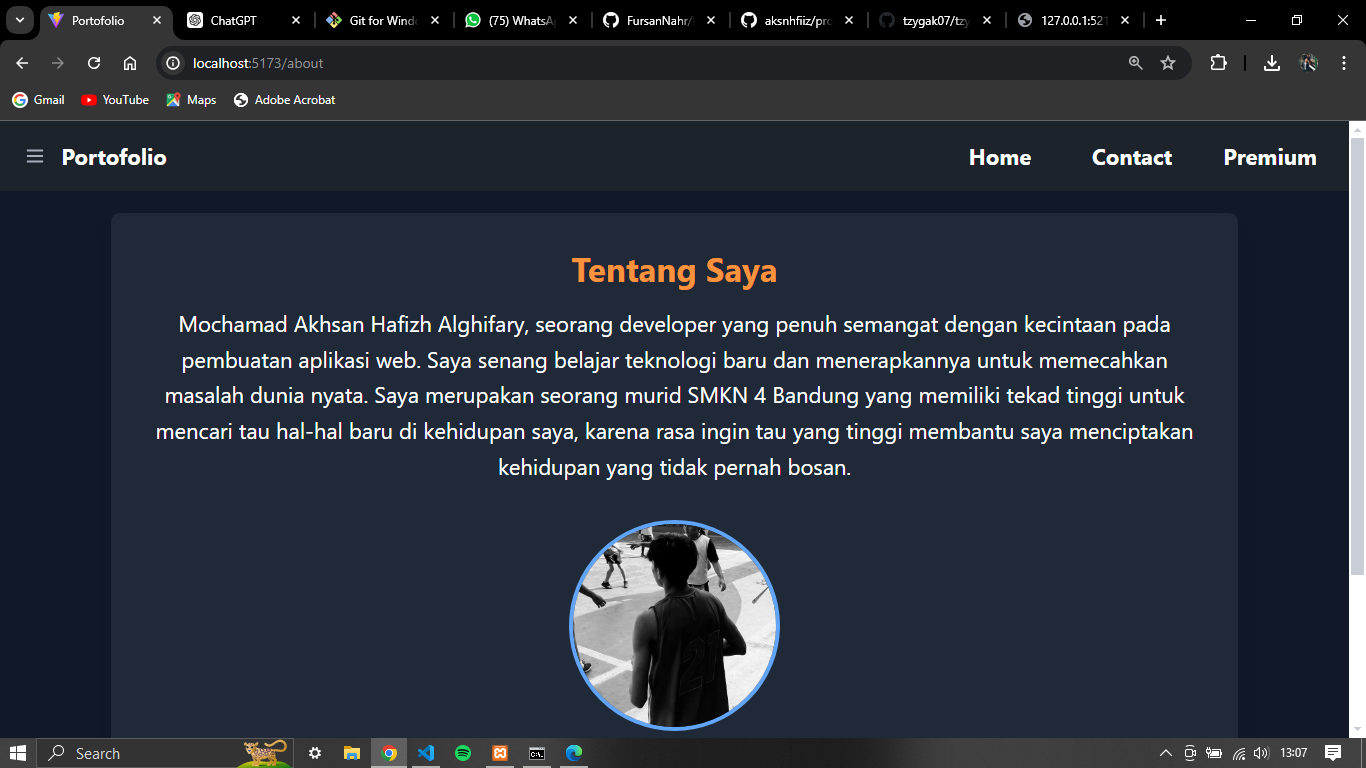 Portofolio
ChatGPT
Git for Wind
(75) WhatsA
FursanNahr/
aksnhfiiz/pro
tzygak07/tzy
127.0.0.1:521
localhost:5173/about
Gmail
YouTube
Maps
Adobe Acrobat
Portofolio
Home
Contact
Premium
Tentang Saya
Mochamad Akhsan Hafizh Alghifary, seorang developer yang penuh semangat dengan kecintaan pada
pembuatan aplikasi web. Saya senang belajar teknologi baru dan menerapkannya untuk memecahkan
masalah dunia nyata. Saya merupakan seorang murid SMKN 4 Bandung yang memiliki tekad tinggi untuk
mencari tau hal-hal baru di kehidupan saya, karena rasa ingin tau yang tinggi membantu saya menciptakan
kehidupan yang tidak pernah bosan.
21
Search
13:07